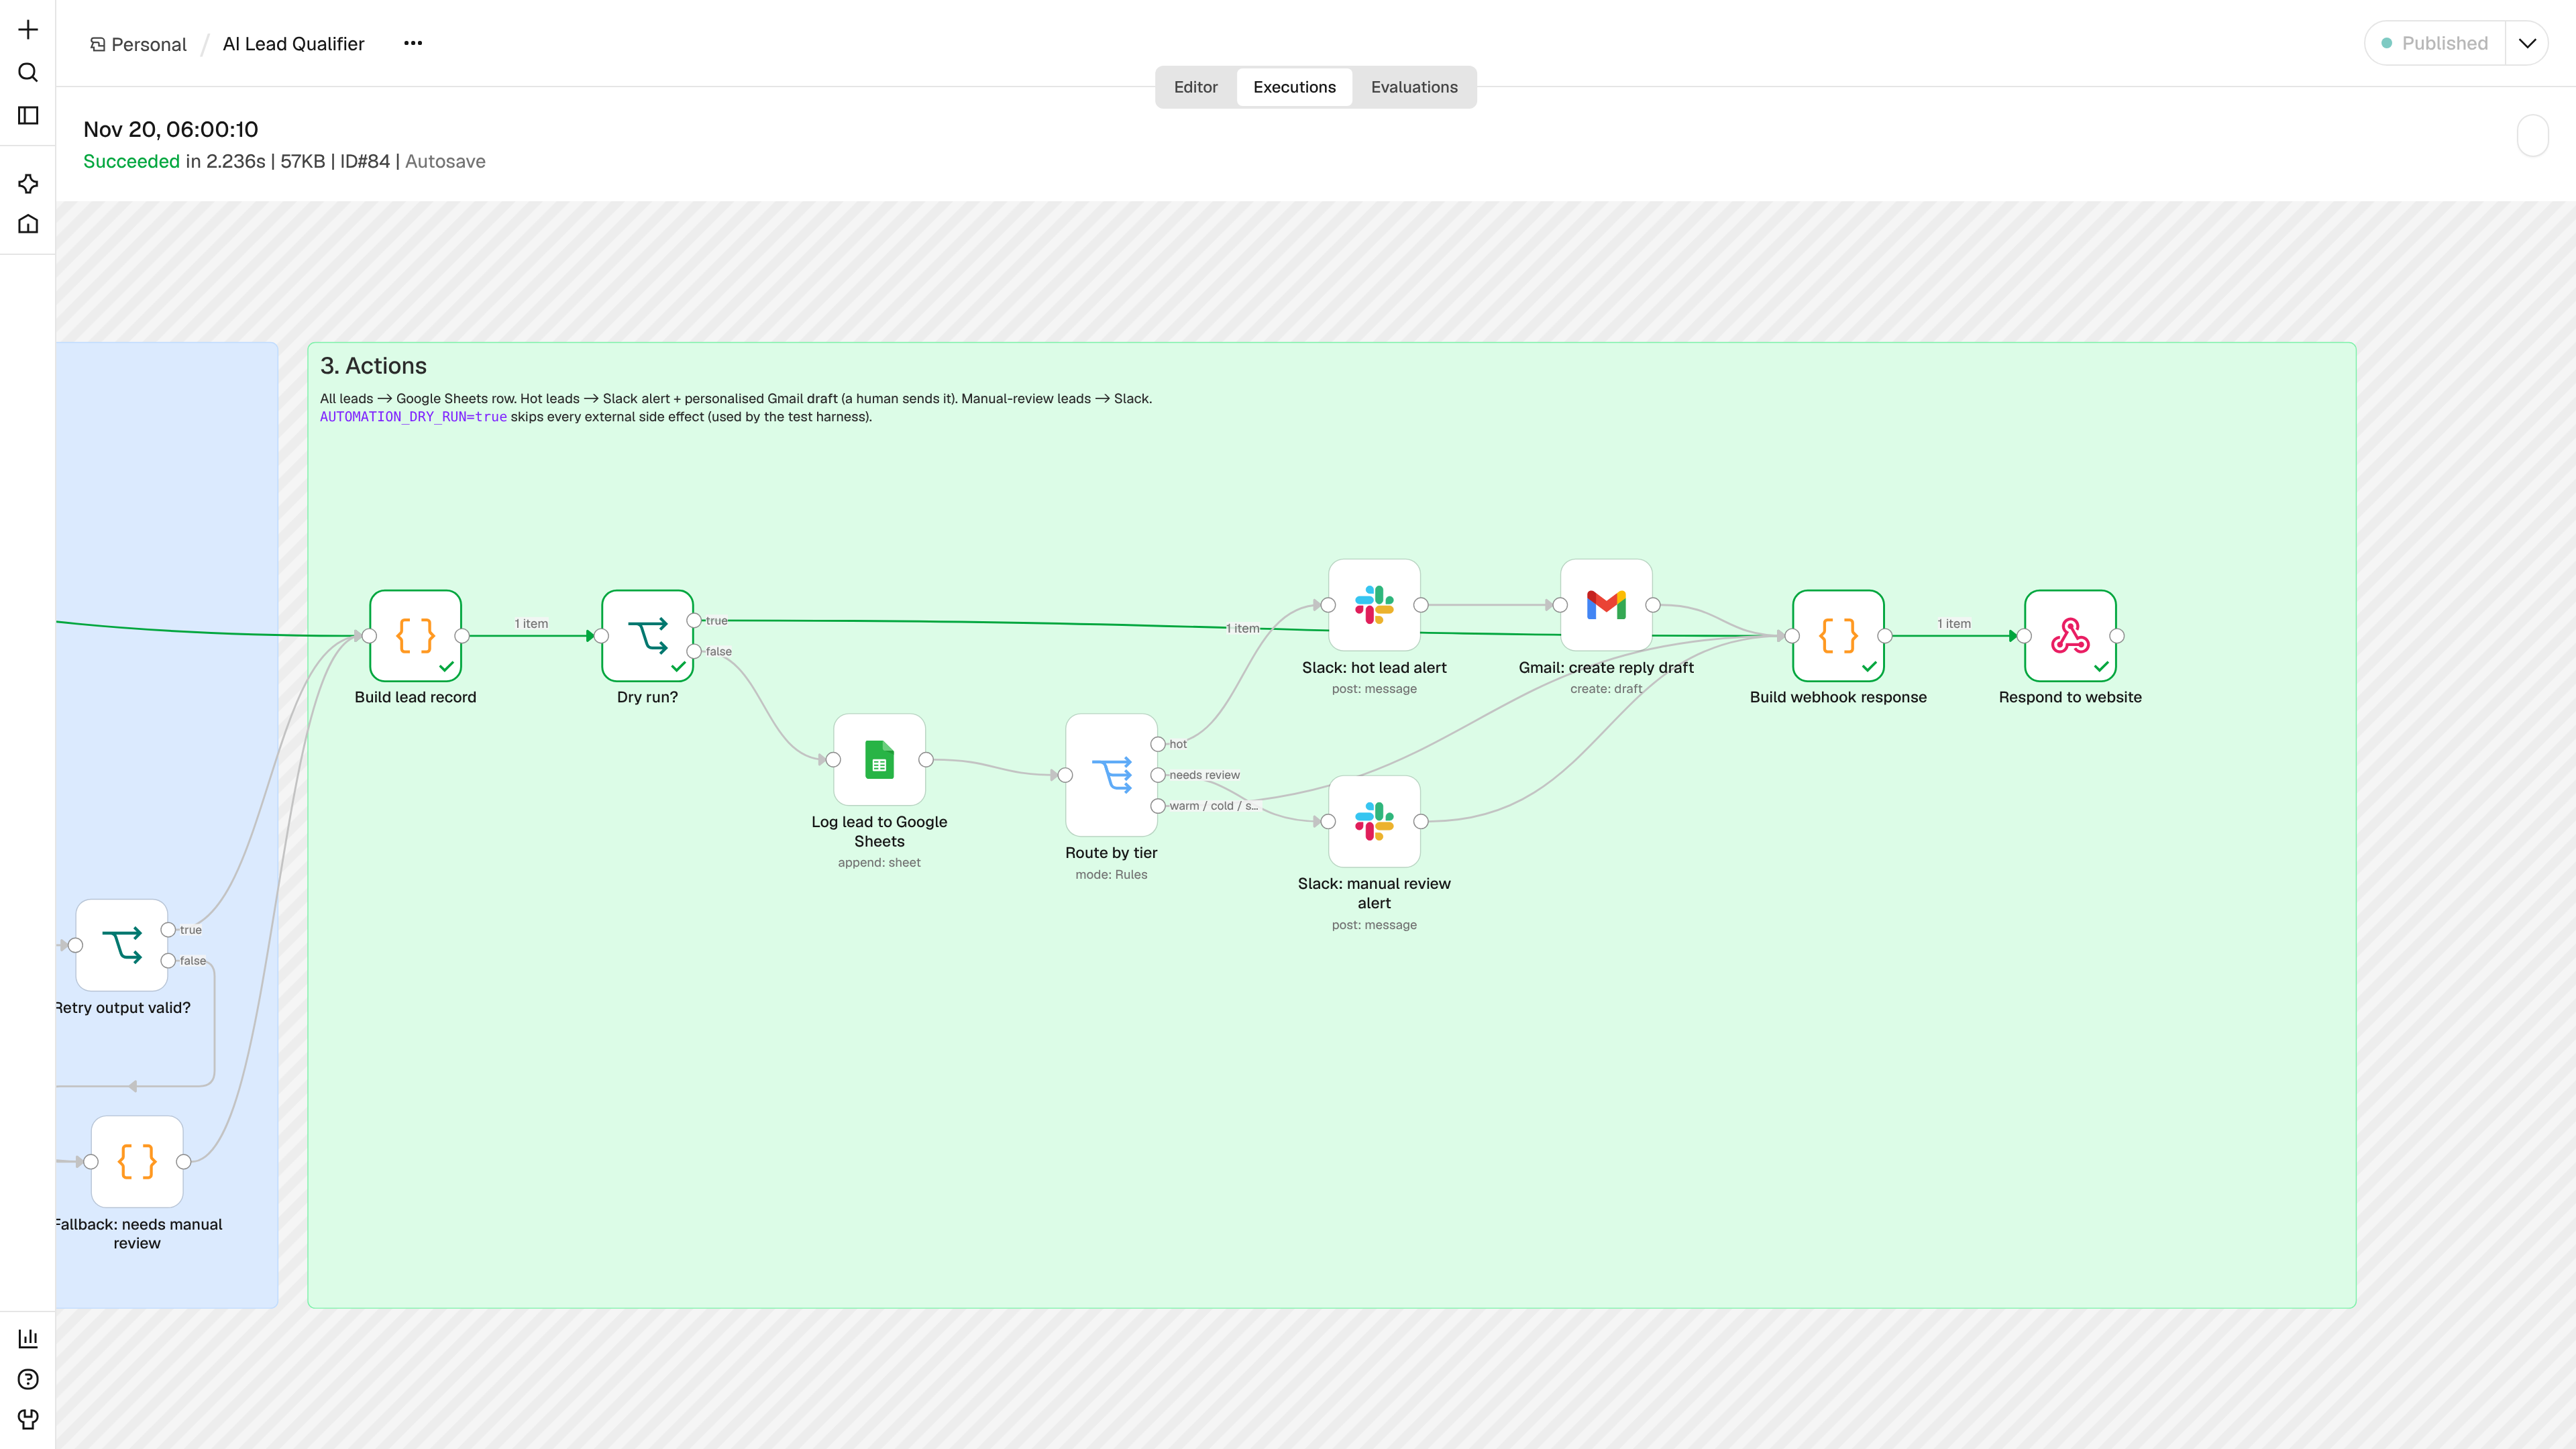 Personal / AI Lead Qualifier
Published
Editor Executions Evaluations
Nov 20, 06:00:10
Succeeded in 2.236s | 57KB | ID#84 | Autosave
3. Actions
All leads → Google Sheets row. Hot leads → Slack alert + personalised Gmail draft (a human sends it). Manual-review leads → Slack.
AUTOMATION_DRY_RUN=true skips every external side effect (used by the test harness).
1 item
true
false
1 item
1 item
Build lead record
Dry run?
Slack: hot lead alert
post: message
Gmail: create reply draft
create: draft
Build webhook response
Respond to website
hot
needs review
warm / cold / s...
Log lead to Google
Sheets
append: sheet
Route by tier
mode: Rules
Slack: manual review
alert
post: message
true
false
Retry output valid?
Fallback: needs manual
review